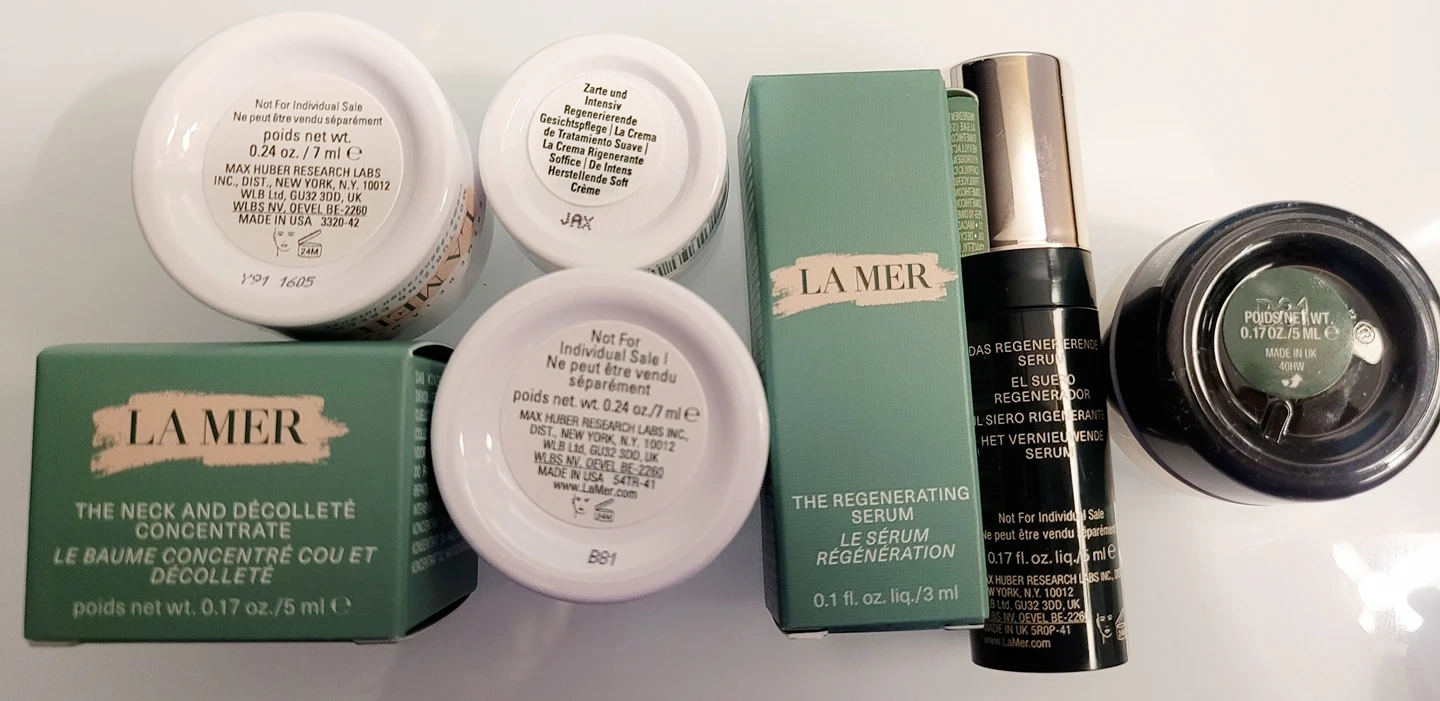 Not For Individual Sale
Ne peut être vendu séparément
poids net wt.
0.24 oz. / 7 ml ℮
MAX HUBER RESEARCH LABS
INC., DIST., NEW YORK, N.Y. 10012
WLB Ltd, GU32 3DD, UK
WLBS NV, OEVEL BE-2260
MADE IN USA 3320-42
24M
Y91 1605
LA MER
Zarte und
Intensiv
Regenerierende
Gesichtspflege | La Crema
de Tratamiento Suave |
La Crema Rigenerante
Soffice | De Intens
Herstellende Soft
Crème
JAX
LA MER
THE NECK AND DÉCOLLETÉ
CONCENTRATE
LE BAUME CONCENTRÉ COU ET
DÉCOLLETÉ
poids net wt. 0.17 oz./5 ml ℮
Not For
Individual Sale |
Ne peut être vendu
séparément
poids net. wt. 0.24 oz./7 ml ℮
MAX HUBER RESEARCH LABS INC.,
DIST., NEW YORK, N.Y. 10012
WLB Ltd, GU32 3DD, UK
WLBS NV, OEVEL BE-2260
MADE IN USA 54TR-41
www.LaMer.com
24M
B81
LA MER
THE REGENERATING
SERUM
LE SÉRUM
RÉGÉNÉRATION
0.1 fl. oz. liq./3 ml
DAS REGENERIERENDE
SERUM
EL SUERO
REGENERADOR
IL SIERO RIGENERANTE
HET VERNIEUWENDE
SERUM
Not For Individual Sale
Ne peut être vendu séparément
0.17 fl. oz. liq./5 ml ℮
MAX HUBER RESEARCH LABS INC.,
N.Y. 10012
Ltd, GU32 3DD, UK
NV, OEVEL BE-226
MADE IN UK 5R0P-41
www.LaMer.com
POIDS/NET WT.
0.17 OZ./5 ML ℮
MADE IN UK
40HW